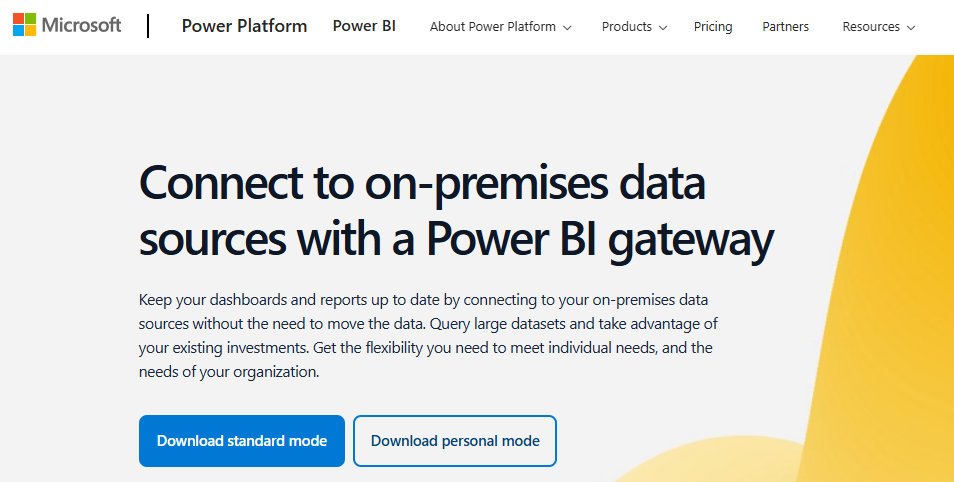 Microsoft Power Platform Power BI About Power Platform Products Pricing Partners Resources
Connect to on-premises data
sources with a Power BI gateway
Keep your dashboards and reports up to date by connecting to your on-premises data
sources without the need to move the data. Query large datasets and take advantage of
your existing investments. Get the flexibility you need to meet individual needs, and the
needs of your organization.
Download standard mode Download personal mode